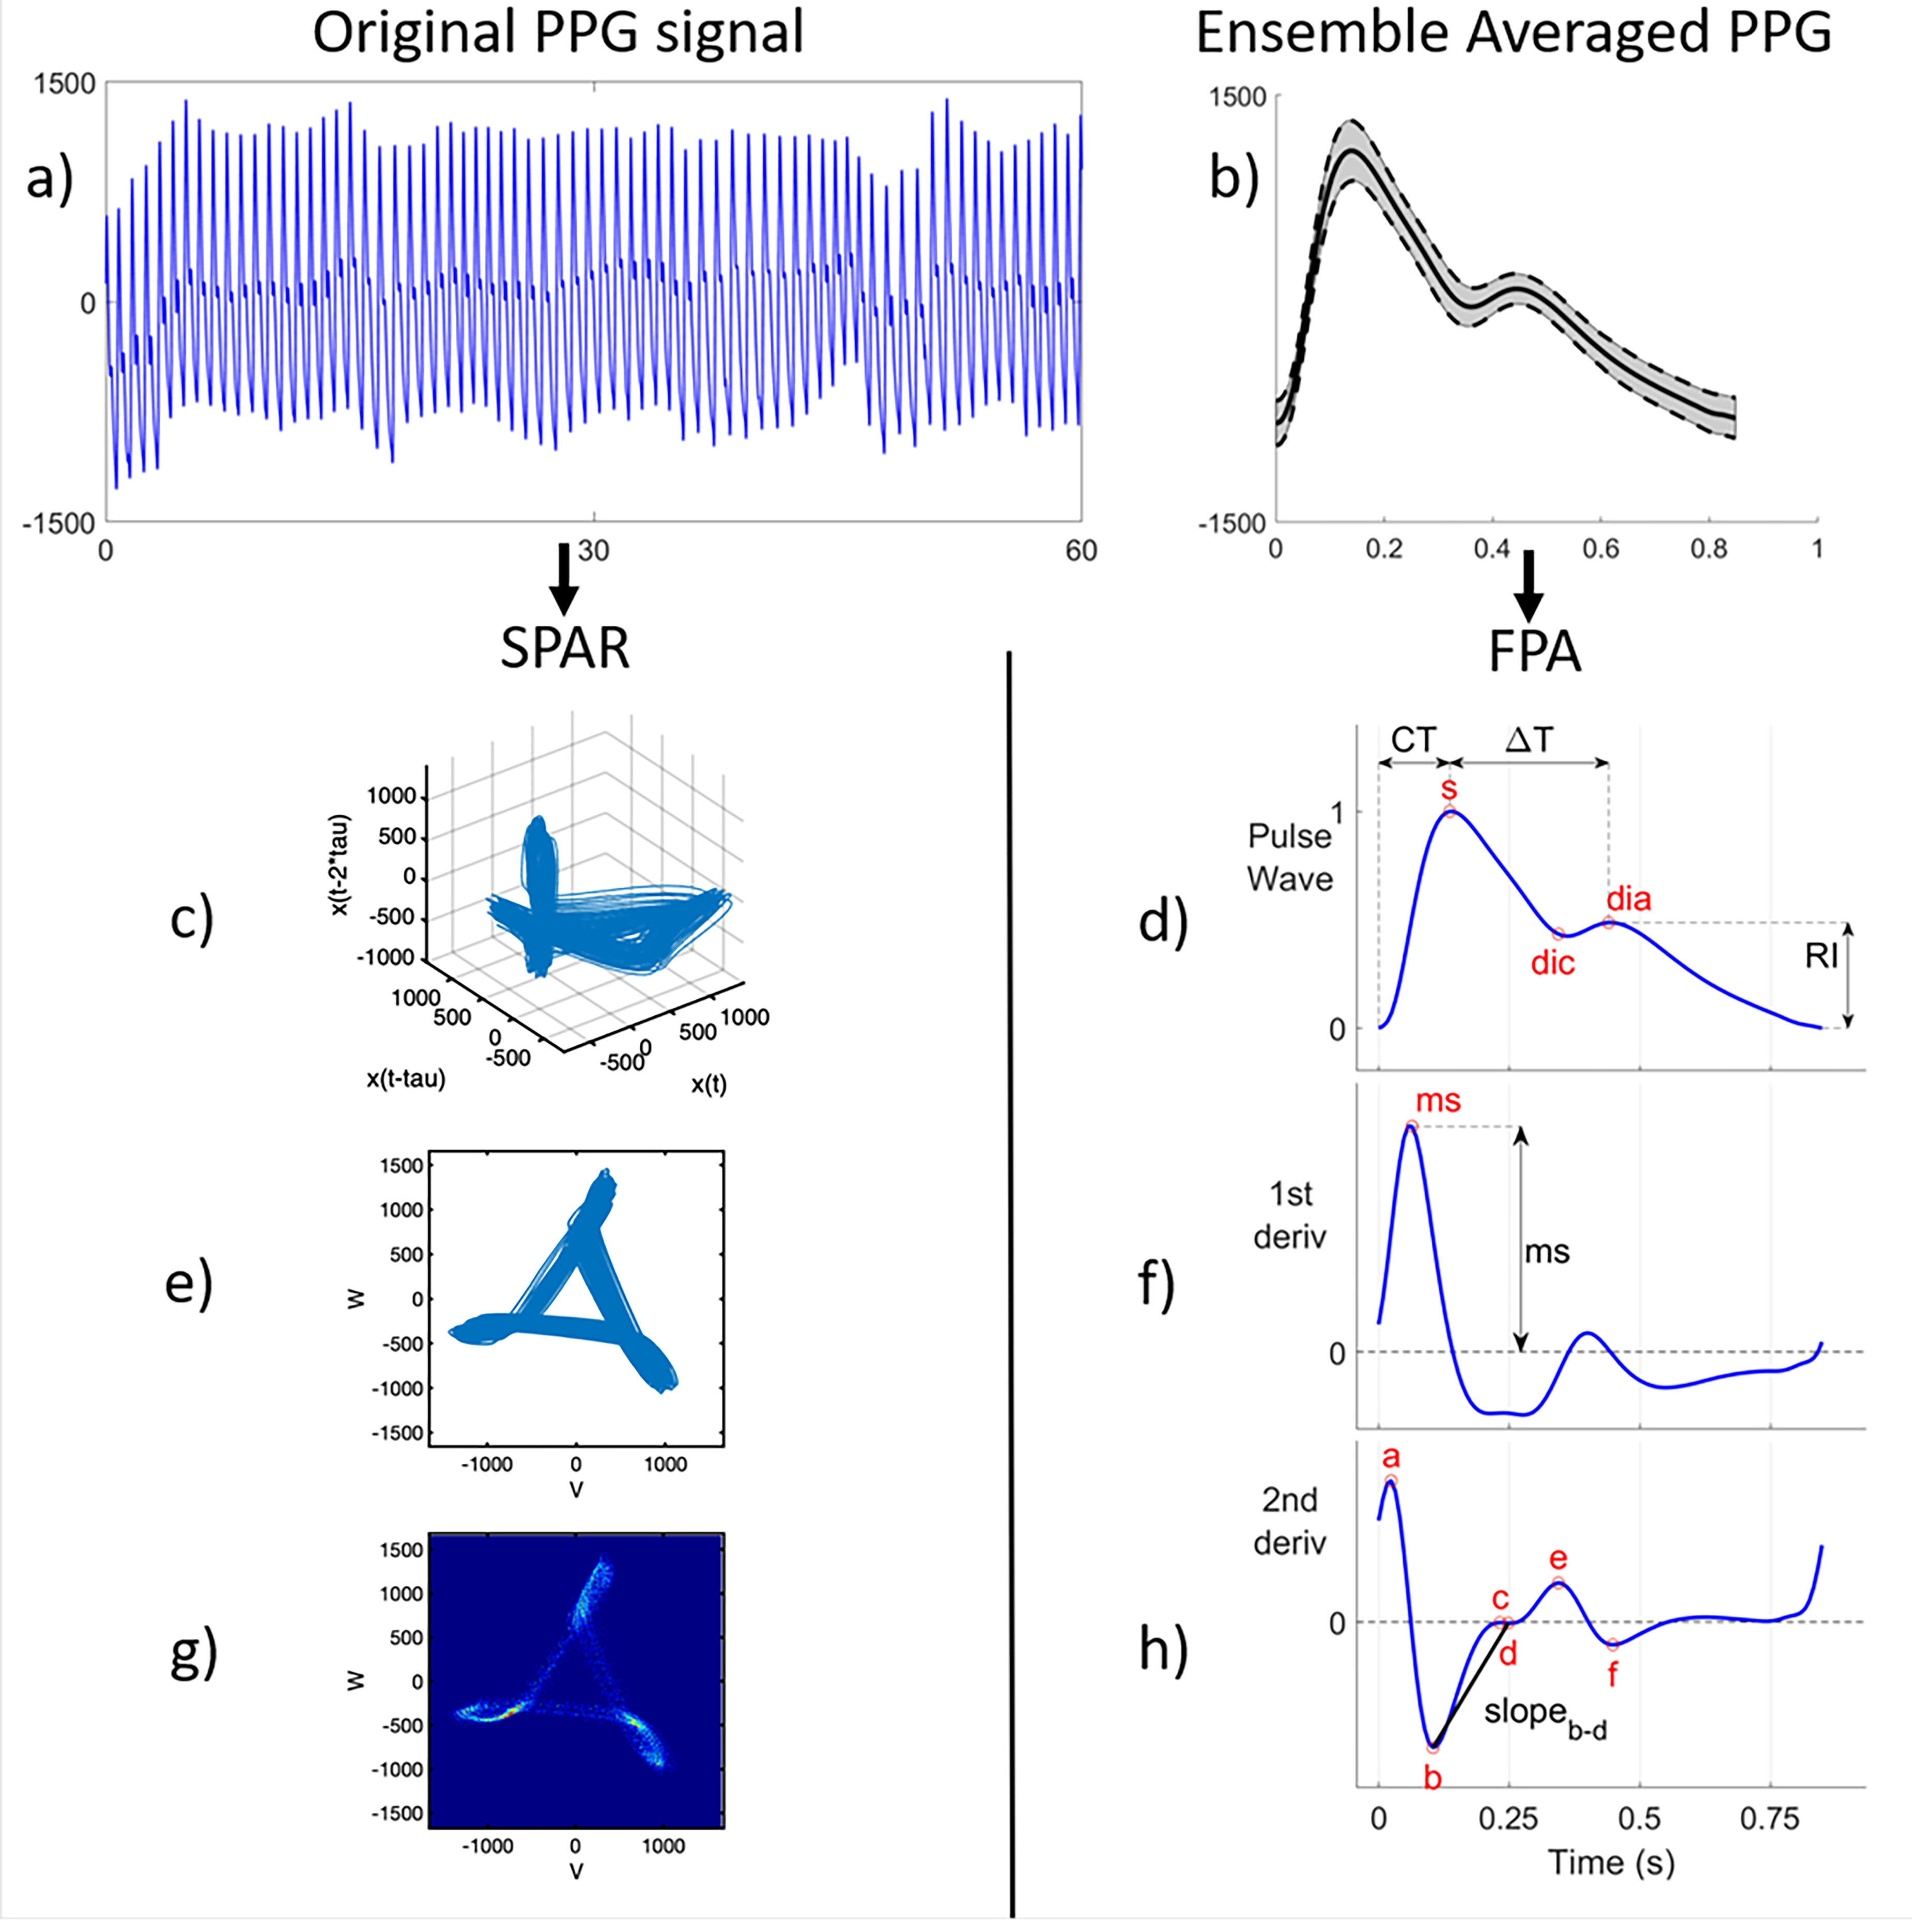 Original PPG signal
Ensemble Averaged PPG
a)
1500
0
-1500
0
30
60
b)
1500
-1500
0
0.2
0.4
0.6
0.8
1
SPAR
FPA
c)
1000
500
0
-500
-1000
x(t-2*tau)
1000
500
0
-500
x(t-tau)
-500
0
500
1000
x(t)
d)
Pulse
Wave
1
0
CT
ΔT
s
dic
dia
RI
e)
1500
1000
500
0
-500
-1000
-1500
W
-1000
0
1000
V
f)
1st
deriv
0
ms
ms
g)
1500
1000
500
0
-500
-1000
-1500
W
-1000
0
1000
V
h)
2nd
deriv
0
a
b
c
d
e
f
slope b-d
0
0.25
0.5
0.75
Time (s)